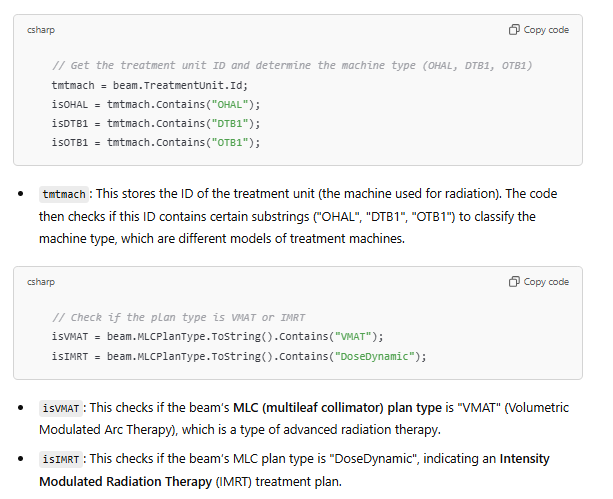 csharp
Copy code
// Get the treatment unit ID and determine the machine type (OHAL, DTB1, OTB1)
tmtmach = beam.TreatmentUnit.Id;
isOHAL = tmtmach.Contains("OHAL");
isDTB1 = tmtmach.Contains("DTB1");
isOTB1 = tmtmach.Contains("OTB1");
• tmtmach: This stores the ID of the treatment unit (the machine used for radiation). The code
then checks if this ID contains certain substrings ("OHAL", "DTB1", "OTB1") to classify the
machine type, which are different models of treatment machines.
csharp
Copy code
// Check if the plan type is VMAT or IMRT
isVMAT = beam.MLCPlanType.ToString().Contains("VMAT");
isIMRT = beam.MLCPlanType.ToString().Contains("DoseDynamic");
• isVMAT: This checks if the beam's MLC (multileaf collimator) plan type is "VMAT" (Volumetric
Modulated Arc Therapy), which is a type of advanced radiation therapy.
• isIMRT: This checks if the beam's MLC plan type is "DoseDynamic", indicating an Intensity
Modulated Radiation Therapy (IMRT) treatment plan.